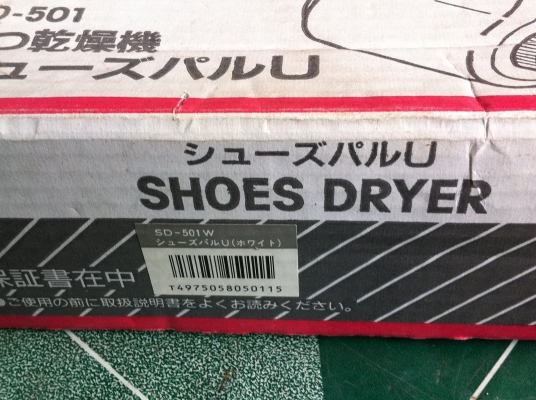 D-501
乾燥機
シューズパルU
シューズパルU
SHOES DRYER
SD-501W
シューズパルU(ホワイト)
T4975058050115
保証書在中
●ご使用の前に取扱説明書をよくお読みください。